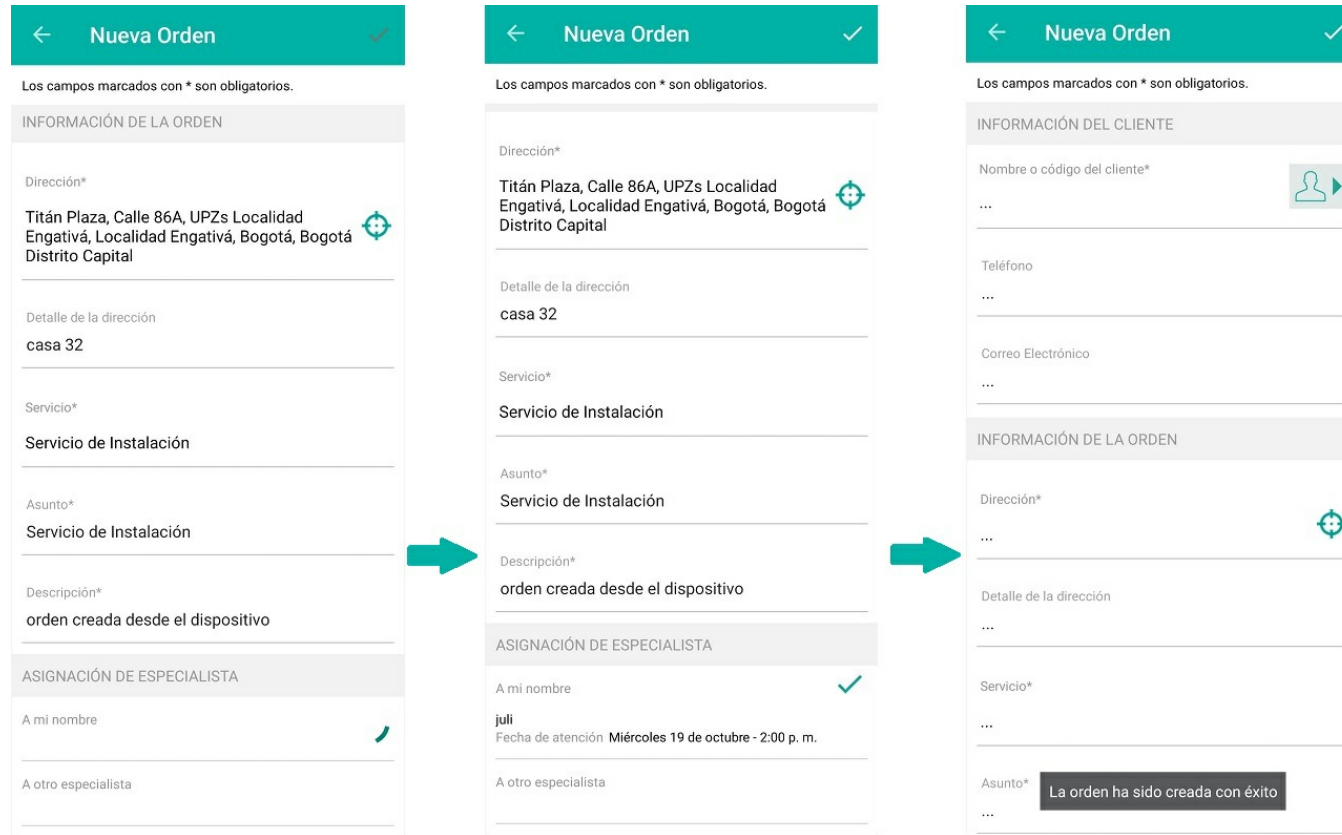 Nueva Orden
Los campos marcados con * son obligatorios.
INFORMACIÓN DE LA ORDEN
Dirección*
Titán Plaza, Calle 86A, UPZs Localidad
Engativá, Localidad Engativá, Bogotá, Bogotá
Distrito Capital
Detalle de la dirección
casa 32
Servicio*
Servicio de Instalación
Asunto*
Servicio de Instalación
Descripción*
orden creada desde el dispositivo
ASIGNACIÓN DE ESPECIALISTA
A mi nombre
A otro especialista
Nueva Orden
Los campos marcados con * son obligatorios.
Dirección*
Titán Plaza, Calle 86A, UPZs Localidad
Engativá, Localidad Engativá, Bogotá, Bogotá
Distrito Capital
Detalle de la dirección
casa 32
Servicio*
Servicio de Instalación
Asunto*
Servicio de Instalación
Descripción*
orden creada desde el dispositivo
ASIGNACIÓN DE ESPECIALISTA
A mi nombre
juli
Fecha de atención Miércoles 19 de octubre - 2:00 p. m.
A otro especialista
Nueva Orden
Los campos marcados con * son obligatorios.
INFORMACIÓN DEL CLIENTE
Nombre o código del cliente*
...
Teléfono
...
Correo Electrónico
...
INFORMACIÓN DE LA ORDEN
Dirección*
...
Detalle de la dirección
...
Servicio*
...
Asunto*
La orden ha sido creada con éxito
...